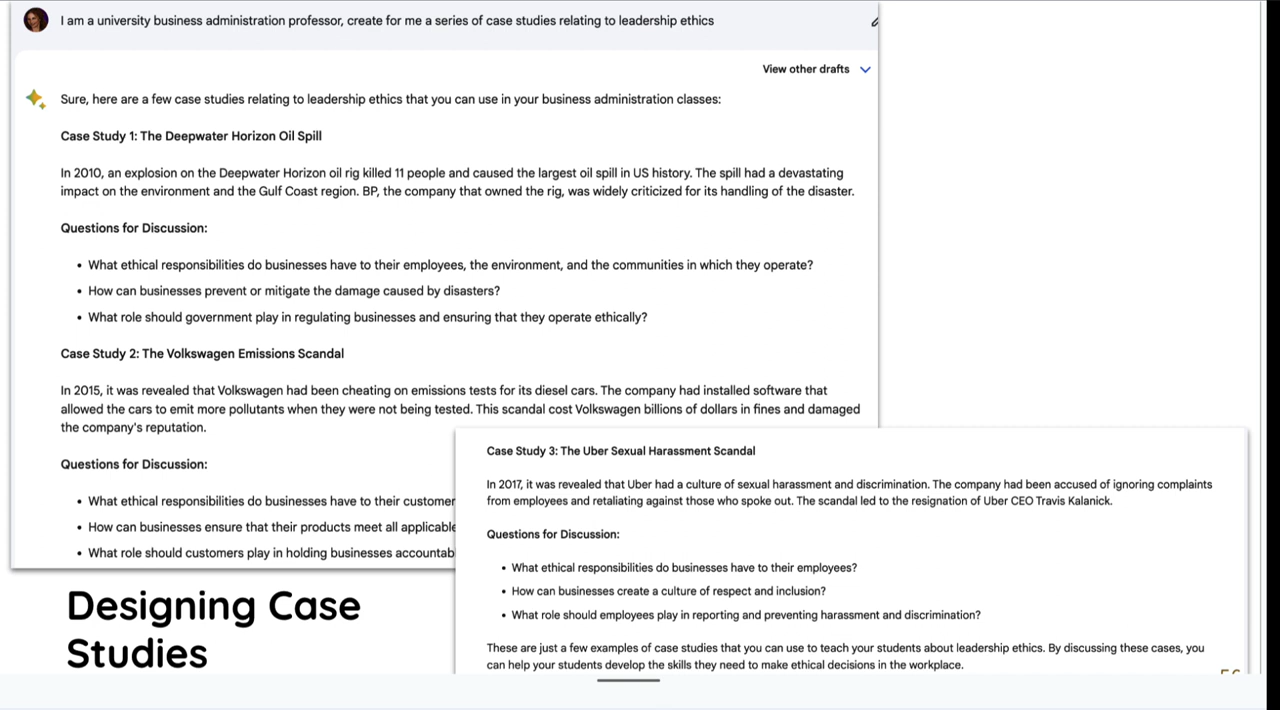 I am a university business administration professor, create for me a series of case studies relating to leadership ethics
View other drafts
Sure, here are a few case studies relating to leadership ethics that you can use in your business administration classes:
Case Study 1: The Deepwater Horizon Oil Spill
In 2010, an explosion on the Deepwater Horizon oil rig killed 11 people and caused the largest oil spill in US history. The spill had a devastating
impact on the environment and the Gulf Coast region. BP, the company that owned the rig, was widely criticized for its handling of the disaster.
Questions for Discussion:
• What ethical responsibilities do businesses have to their employees, the environment, and the communities in which they operate?
• How can businesses prevent or mitigate the damage caused by disasters?
• What role should government play in regulating businesses and ensuring that they operate ethically?
Case Study 2: The Volkswagen Emissions Scandal
In 2015, it was revealed that Volkswagen had been cheating on emissions tests for its diesel cars. The company had installed software that
allowed the cars to emit more pollutants when they were not being tested. This scandal cost Volkswagen billions of dollars in fines and damaged
the company's reputation.
Questions for Discussion:
• What ethical responsibilities do businesses have to their customer
• How can businesses ensure that their products meet all applicable
• What role should customers play in holding businesses accountab
Case Study 3: The Uber Sexual Harassment Scandal
In 2017, it was revealed that Uber had a culture of sexual harassment and discrimination. The company had been accused of ignoring complaints
from employees and retaliating against those who spoke out. The scandal led to the resignation of Uber CEO Travis Kalanick.
Questions for Discussion:
• What ethical responsibilities do businesses have to their employees?
• How can businesses create a culture of respect and inclusion?
• What role should employees play in reporting and preventing harassment and discrimination?
These are just a few examples of case studies that you can use to teach your students about leadership ethics. By discussing these cases, you
can help your students develop the skills they need to make ethical decisions in the workplace.
Designing Case
Studies